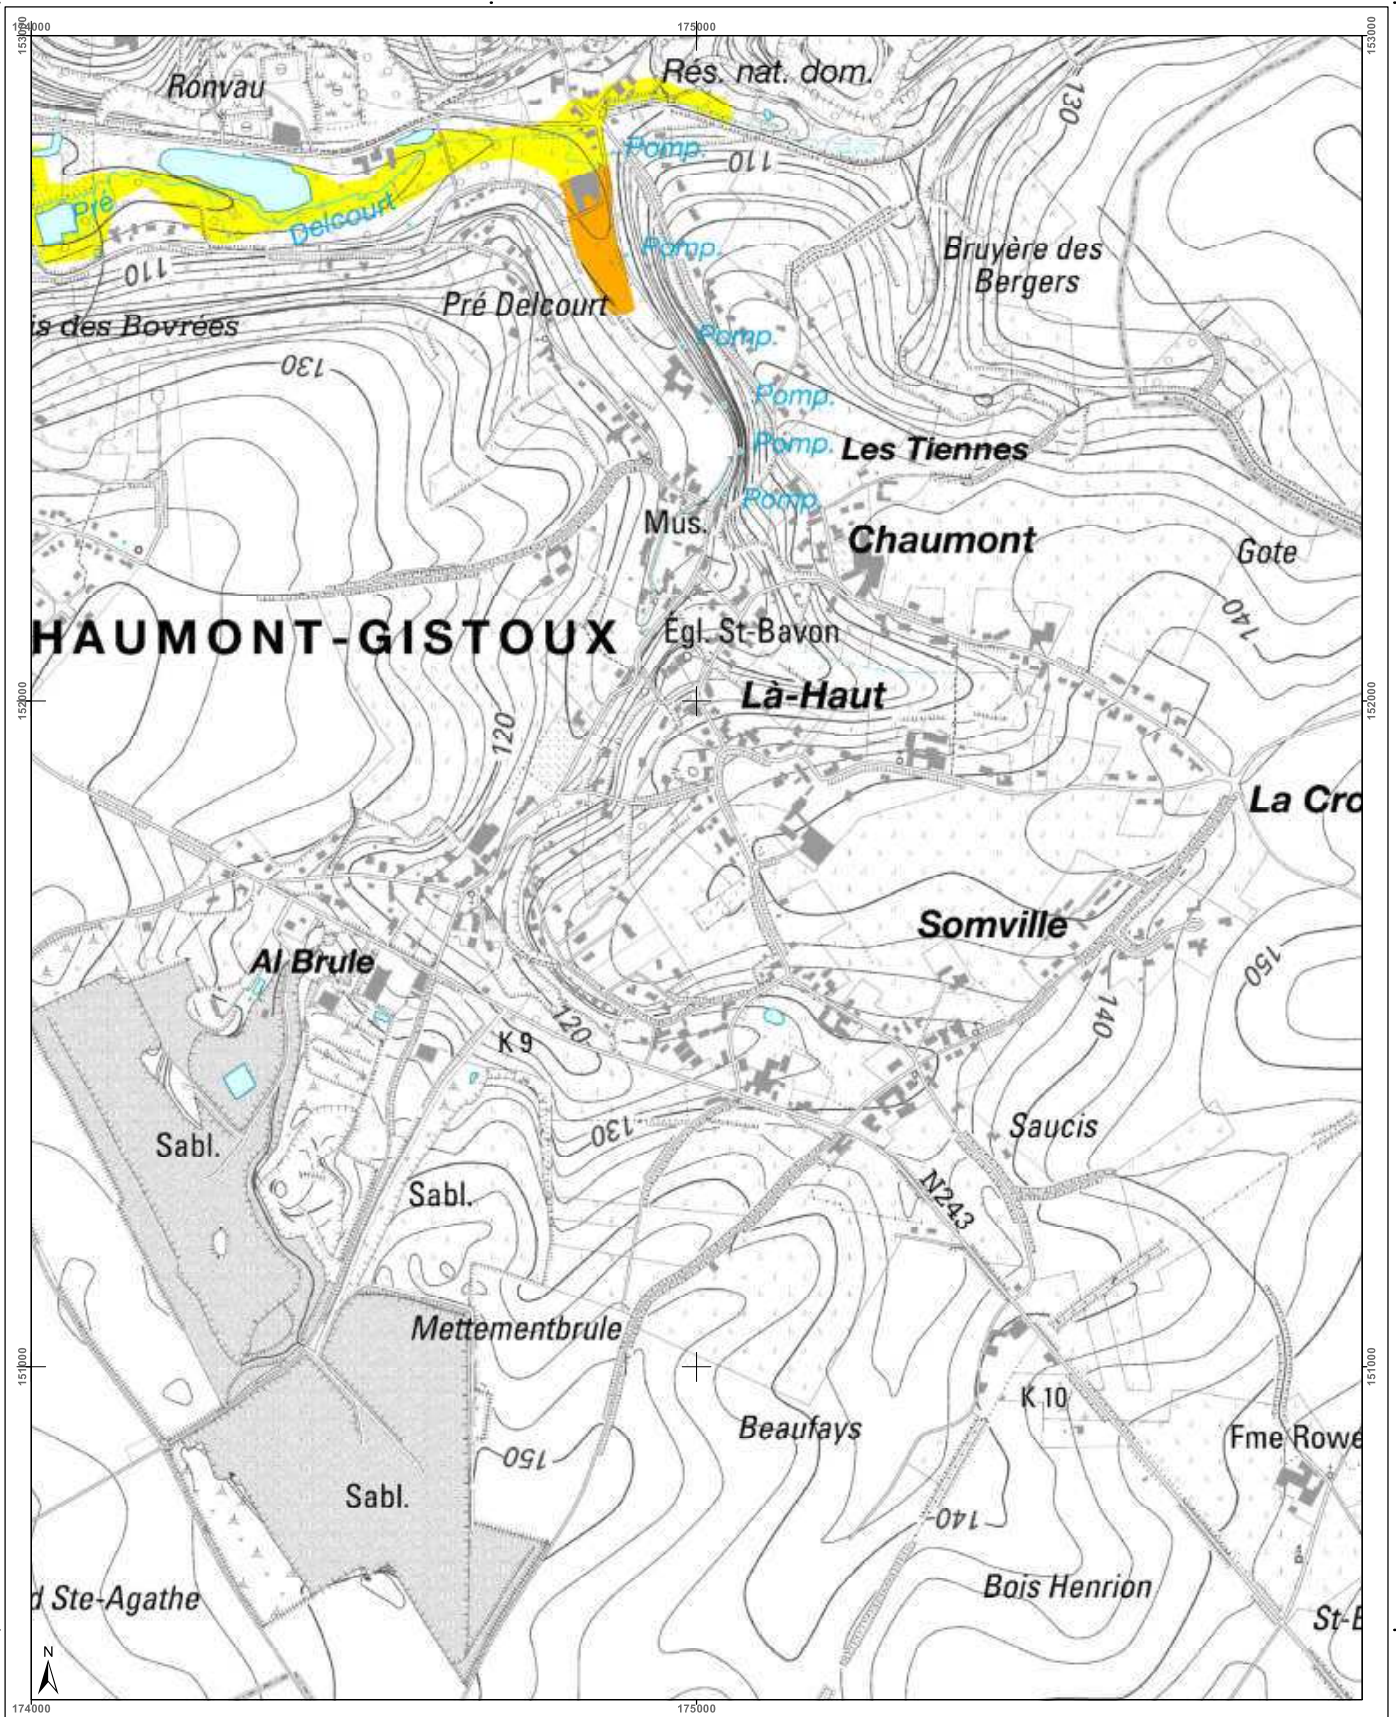 174000
175000
153000
153000
Ronvau
Rés. nat. dom.
130
Pomp.
110
Pré
Delcourt
Pomp.
Bruyère des
Bergers
110
Pré Delcourt
is des Bovrées
Pomp.
130
Pomp.
Pomp.
Les Tiennes
Pomp.
Mus.
Chaumont
Gote
140
HAUMONT-GISTOUX
Égl. St-Bavon
Là-Haut
152000
152000
120
La Cro
Somville
Al Brule
150
120
K 9
140
130
Saucis
Sabl.
Sabl.
N243
Mettementbrule
151000
151000
K 10
Beaufays
Fme Rowe
150
Sabl.
140
Bois Henrion
d Ste-Agathe
St-E
N
174000
175000